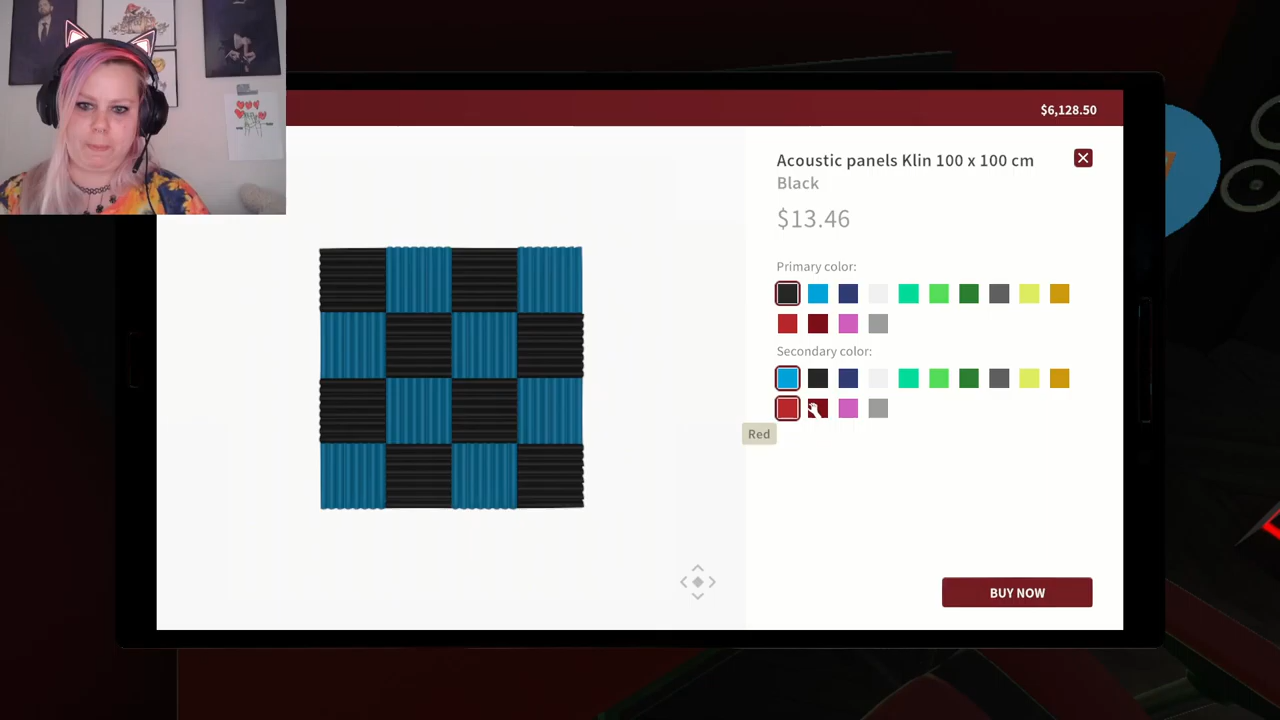 $6,128.50
Acoustic panels Klin 100 x 100 cm
Black
$13.46
Primary color:
Secondary color:
Red
BUY NOW